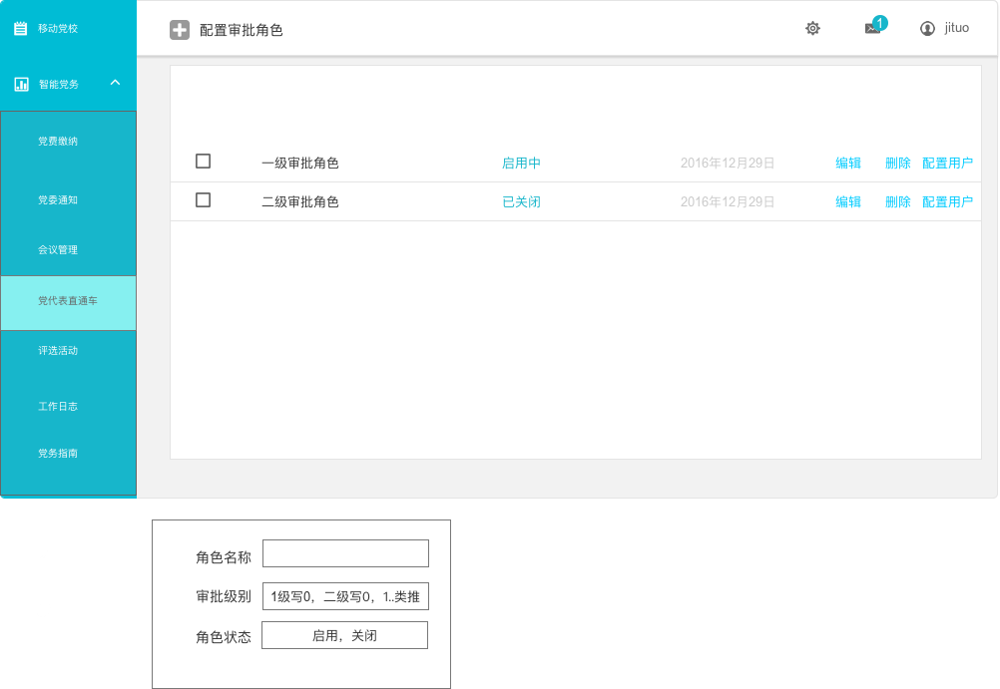 移动党校
配置审批角色
1
jituo
智能党务
党费缴纳
党委通知
会议管理
党代表直通车
评选活动
工作日志
党务指南
一级审批角色 启用中 2016年12月29日 编辑 删除 配置用户
二级审批角色 已关闭 2016年12月29日 编辑 删除 配置用户
角色名称
审批级别 1级写0，二级写0，1..类推
角色状态 启用，关闭